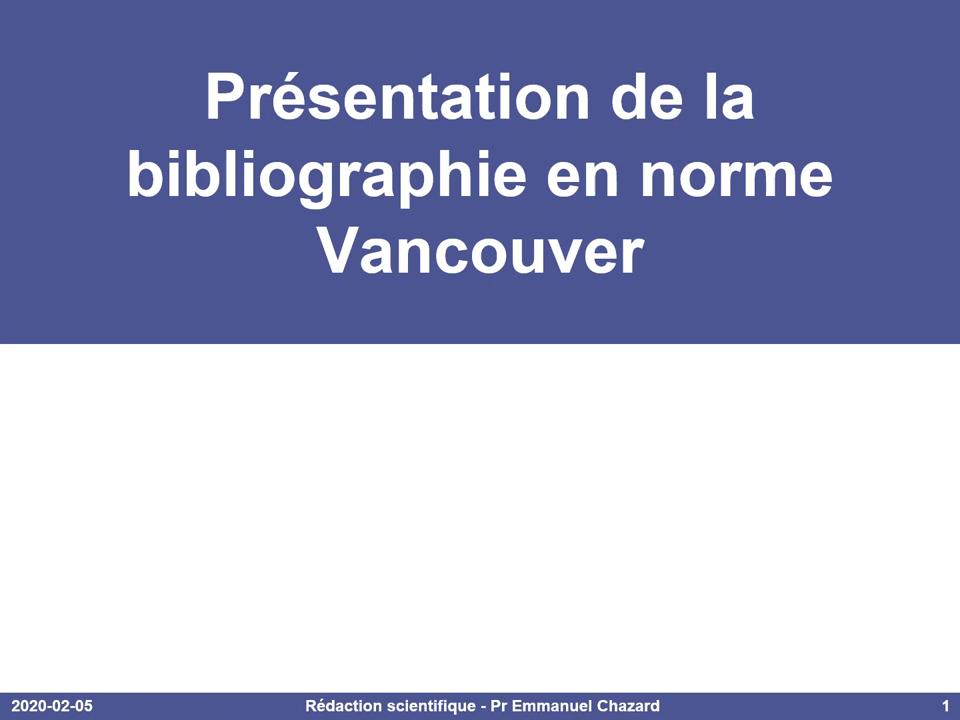 Présentation de la
bibliographie en norme
Vancouver
2020-02-05
Rédaction scientifique - Pr Emmanuel Chazard
1